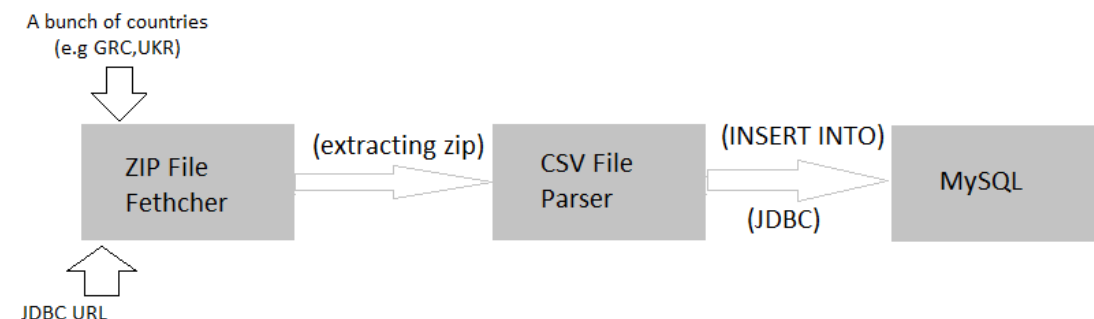 A bunch of countries
(e.g GRC,UKR)
ZIP File
Fethcher
(extracting zip)
CSV File
Parser
(INSERT INTO)
(JDBC)
MySQL
JDBC URL